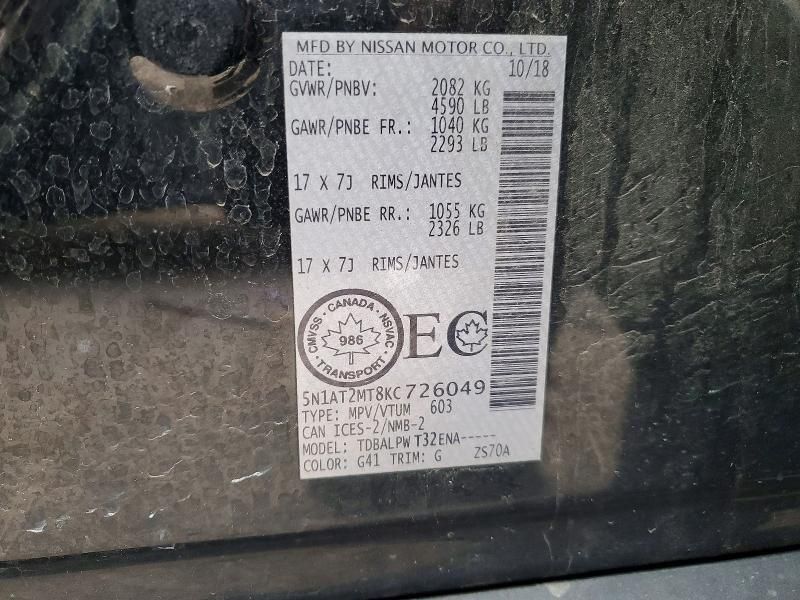 MFD BY NISSAN MOTOR CO., LTD.
DATE: 10/18
GVWR/PNBV: 2082 KG
4590 LB
GAWR/PNBE FR.: 1040 KG
2293 LB
17 X 7J RIMS/JANTES
GAWR/PNBE RR.: 1055 KG
2326 LB
17 X 7J RIMS/JANTES
CANADA
CMVSS · NSVAC
986
TRANSPORT
EC
5N1AT2MT8KC726049
TYPE: MPV/VTUM 603
CAN ICES-2/NMB-2
MODEL: TDBALPW T32ENA-----
COLOR: G41 TRIM: G ZS70A